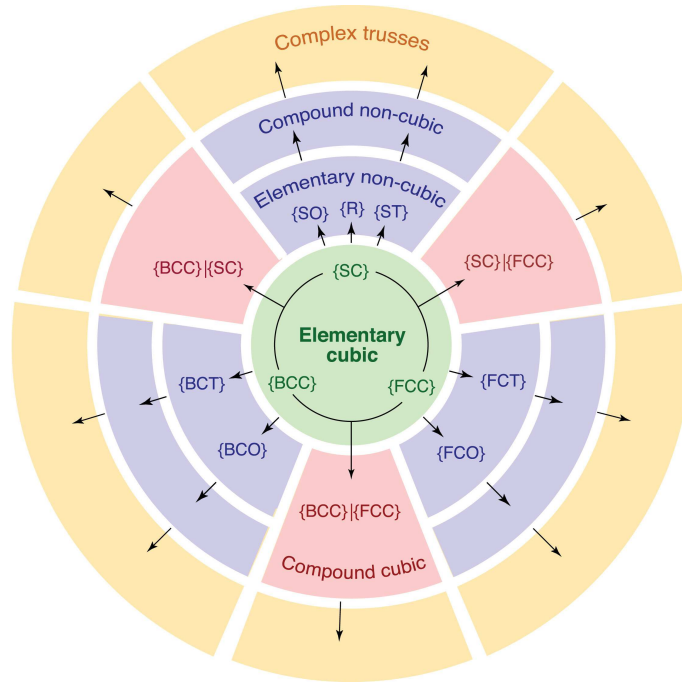 Complex trusses
Compound non-cubic
Elementary non-cubic
{SO} {R} {ST}
{BCC}|{SC}
{SC}
{SC}|{FCC}
Elementary
cubic
{BCT}
{BCC}
{FCC}
{FCT}
{BCO}
{FCO}
{BCC}|{FCC}
Compound cubic